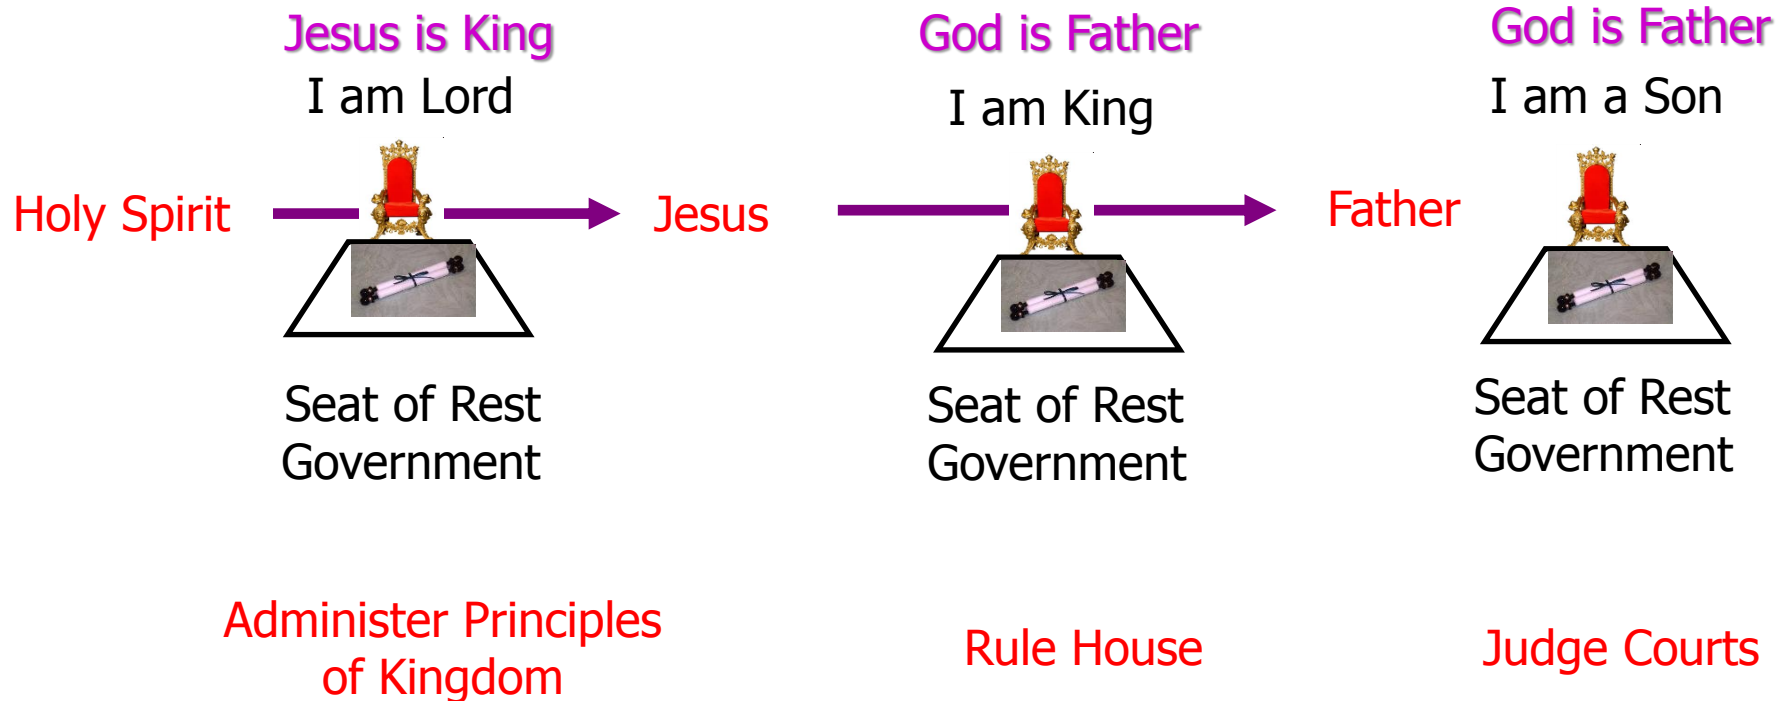 Jesus is King
I am Lord
God is Father
I am King
God is Father
I am a Son
Holy Spirit
Jesus
Father
Seat of Rest
Government
Seat of Rest
Government
Seat of Rest
Government
Administer Principles
of Kingdom
Rule House
Judge Courts